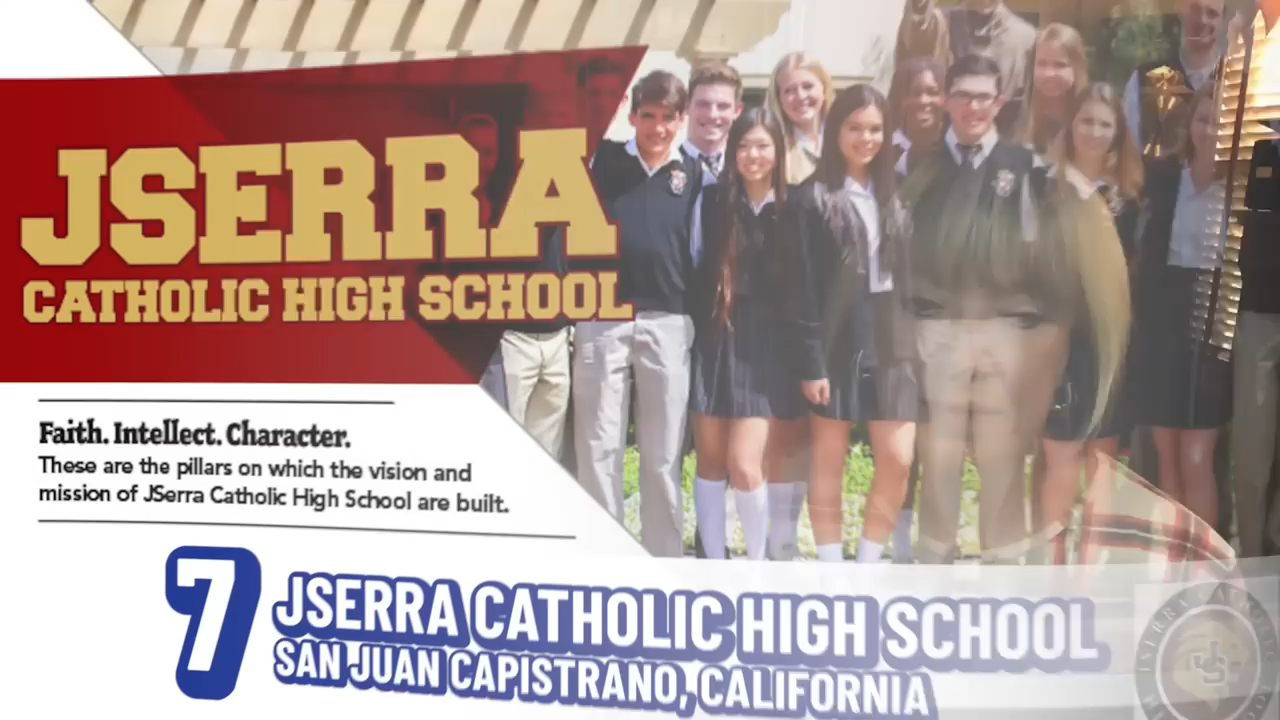 JSERRA
CATHOLIC HIGH SCHOOL
Faith. Intellect. Character.
These are the pillars on which the vision and
mission of JSerra Catholic High School are built.
7
JSERRA CATHOLIC HIGH SCHOOL
SAN JUAN CAPISTRANO, CALIFORNIA